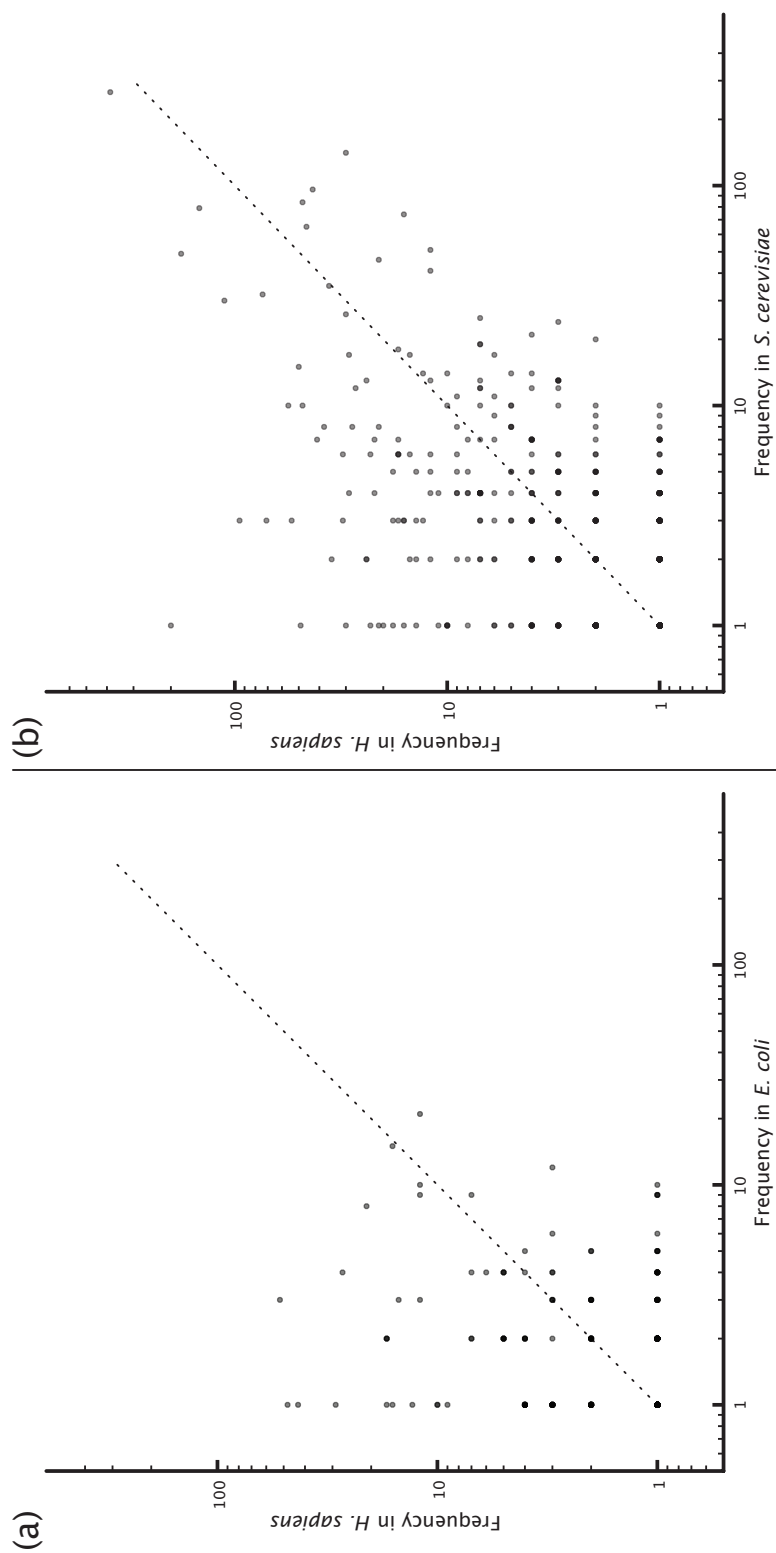 (a)
Frequency in H. sapiens
100
10
1
1
10
100
Frequency in E. coli
(b)
Frequency in H. sapiens
100
10
1
1
10
100
Frequency in S. cerevisiae